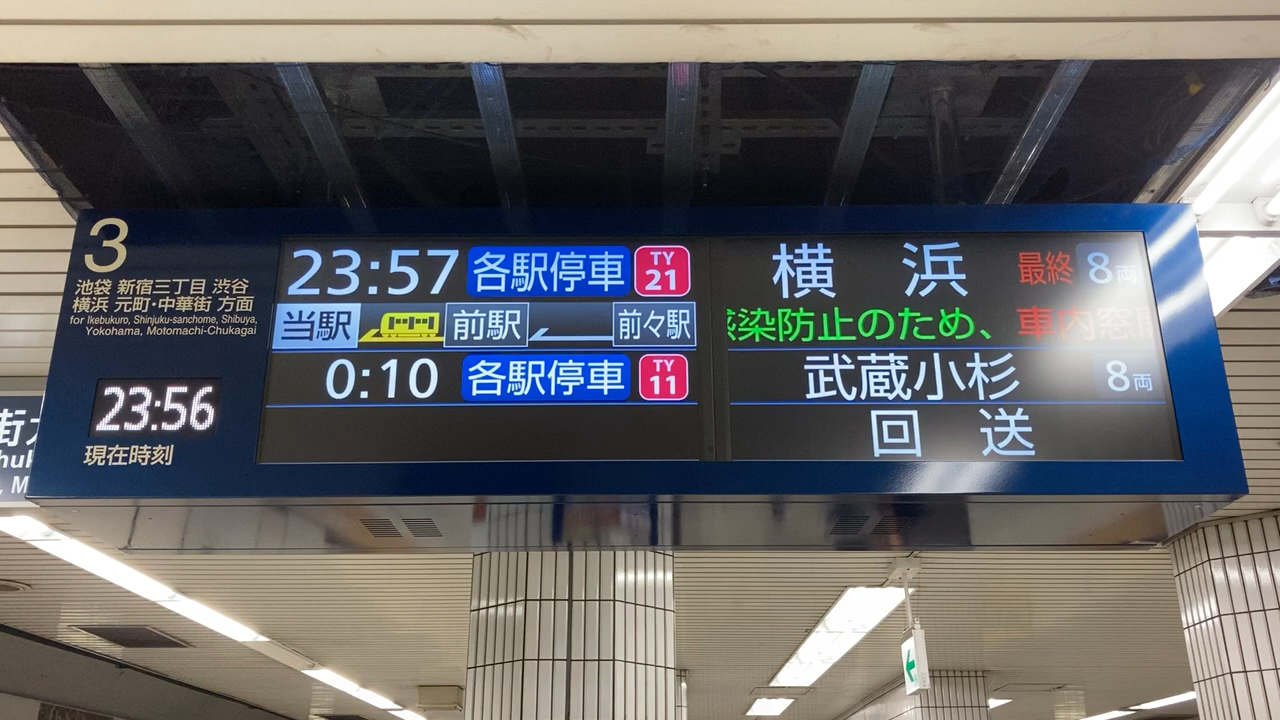 3
池袋 新宿三丁目 渋谷
横浜 元町・中華街 方面
for Ikebukuro, Shinjuku-sanchome, Shibuya,
Yokohama, Motomachi-Chukagai
23:56
現在時刻
23:57 各駅停車 TY 21 横 浜 最終 8両
当駅 前駅 前々駅 感染防止のため、 車内窓
0:10 各駅停車 TY 11 武蔵小杉 8両
回 送
街